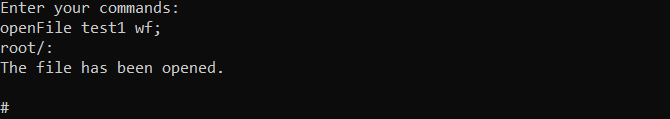 Enter your commands:
openFile test1 wf;
root/:
The file has been opened.
#